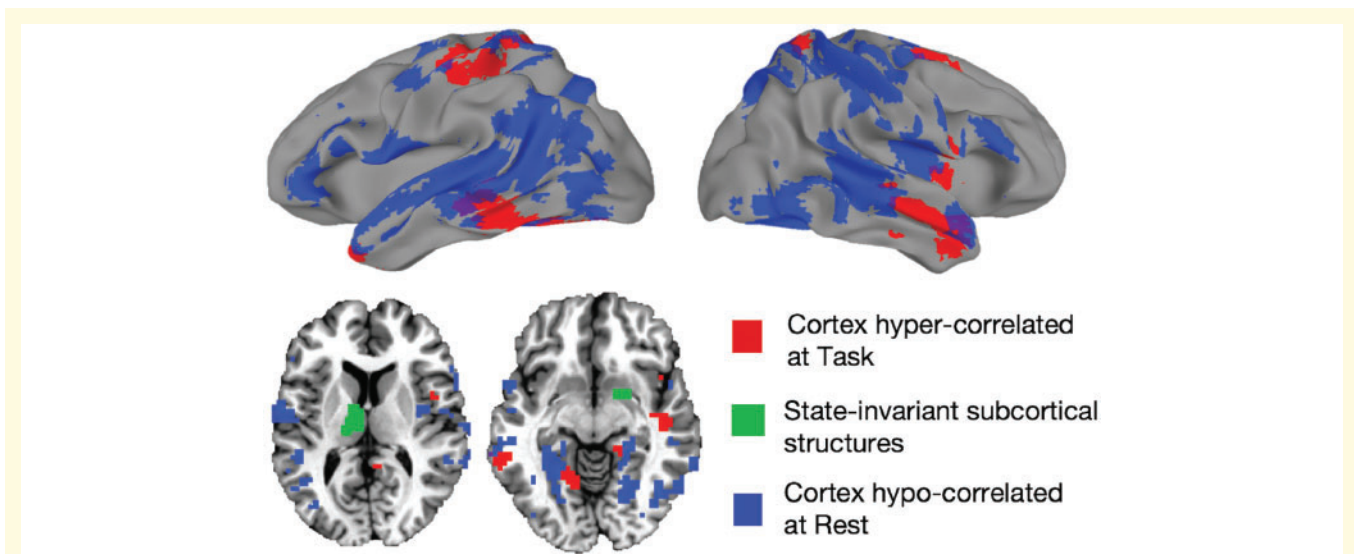 Cortex hyper-correlated
at Task
State-invariant subcortical
structures
Cortex hypo-correlated
at Rest